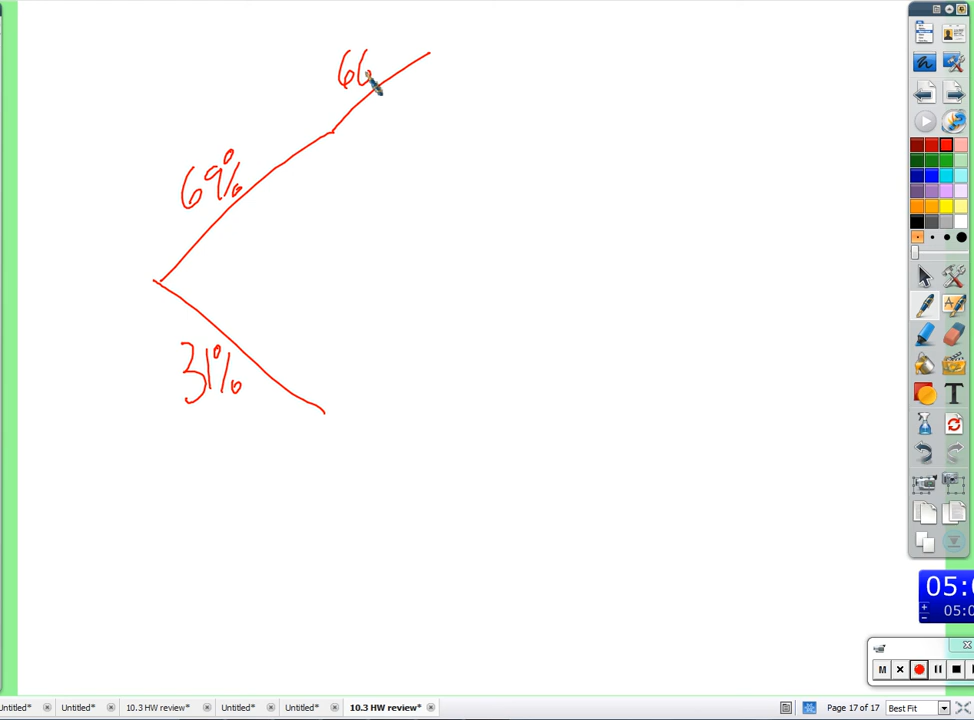 66
69%
31%
05:0
05:0
M
Untitled*
Untitled*
10.3 HW review*
Untitled*
Untitled*
10.3 HW review*
Page 17 of 17
Best Fit